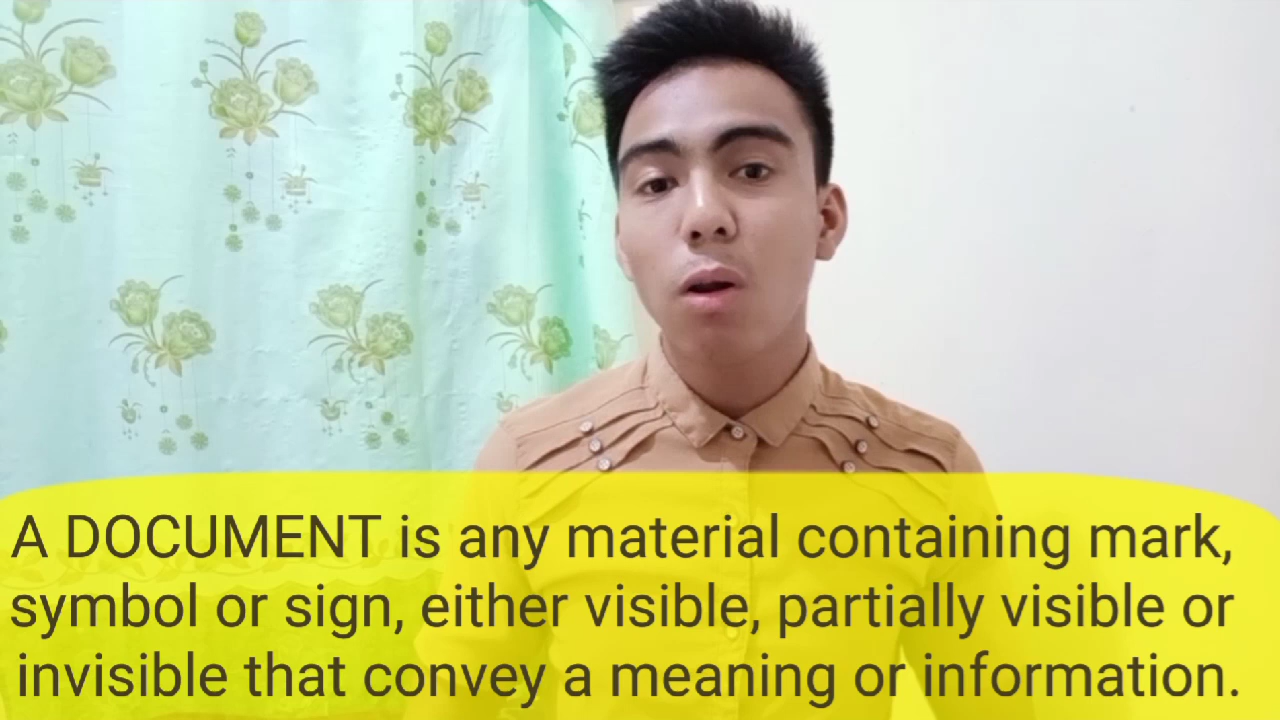 A DOCUMENT is any material containing mark,
symbol or sign, either visible, partially visible or
invisible that convey a meaning or information.